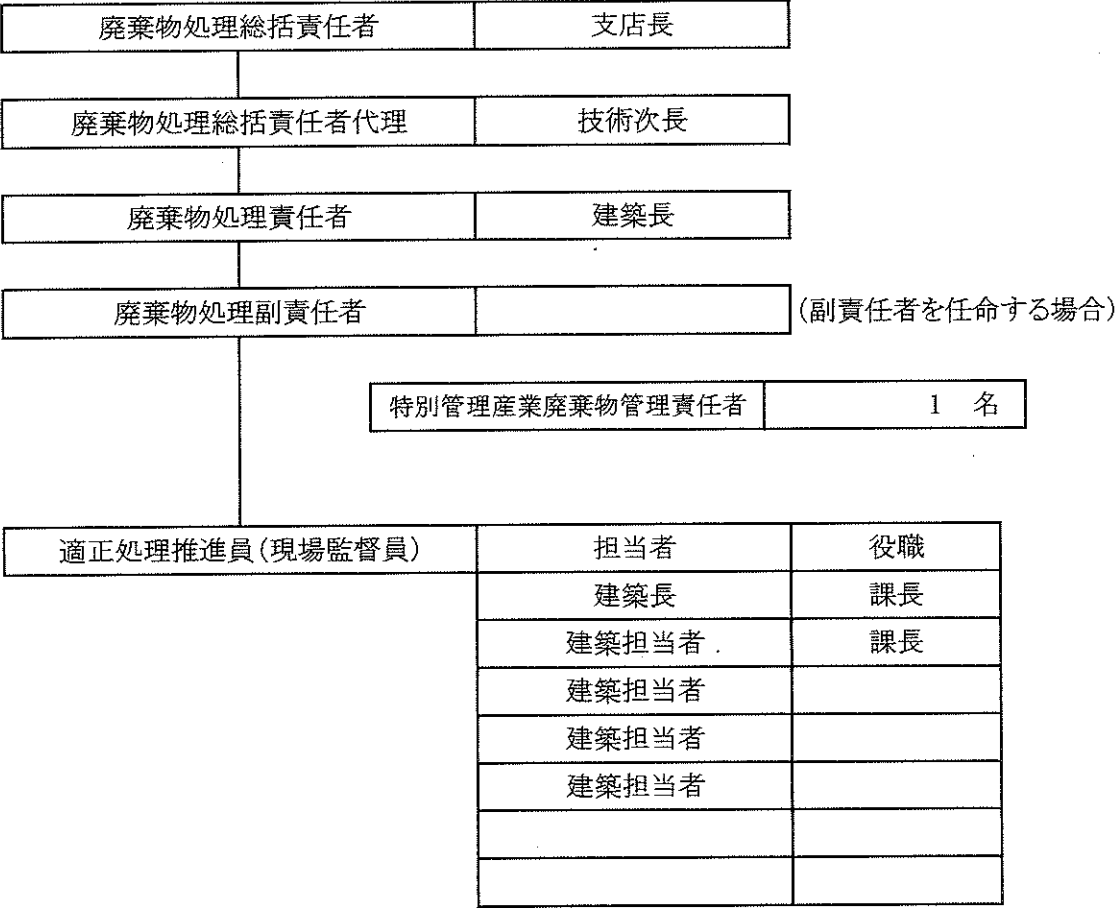 廃棄物処理総括責任者 支店長
廃棄物処理総括責任者代理 技術次長
廃棄物処理責任者 建築長
廃棄物処理副責任者 (副責任者を任命する場合)
特別管理産業廃棄物管理責任者 1 名
適正処理推進員(現場監督員) 担当者 役職
建築長 課長
建築担当者 課長
建築担当者
建築担当者
建築担当者